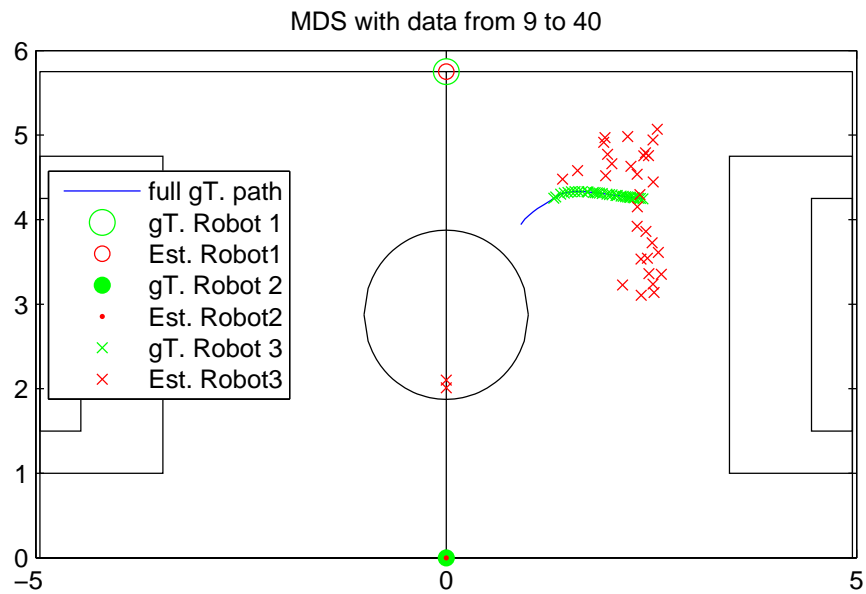 MDS with data from 9 to 40
6
5
4
3
2
1
0
−5
0
5
full gT. path
gT. Robot 1
Est. Robot1
gT. Robot 2
Est. Robot2
gT. Robot 3
Est. Robot3